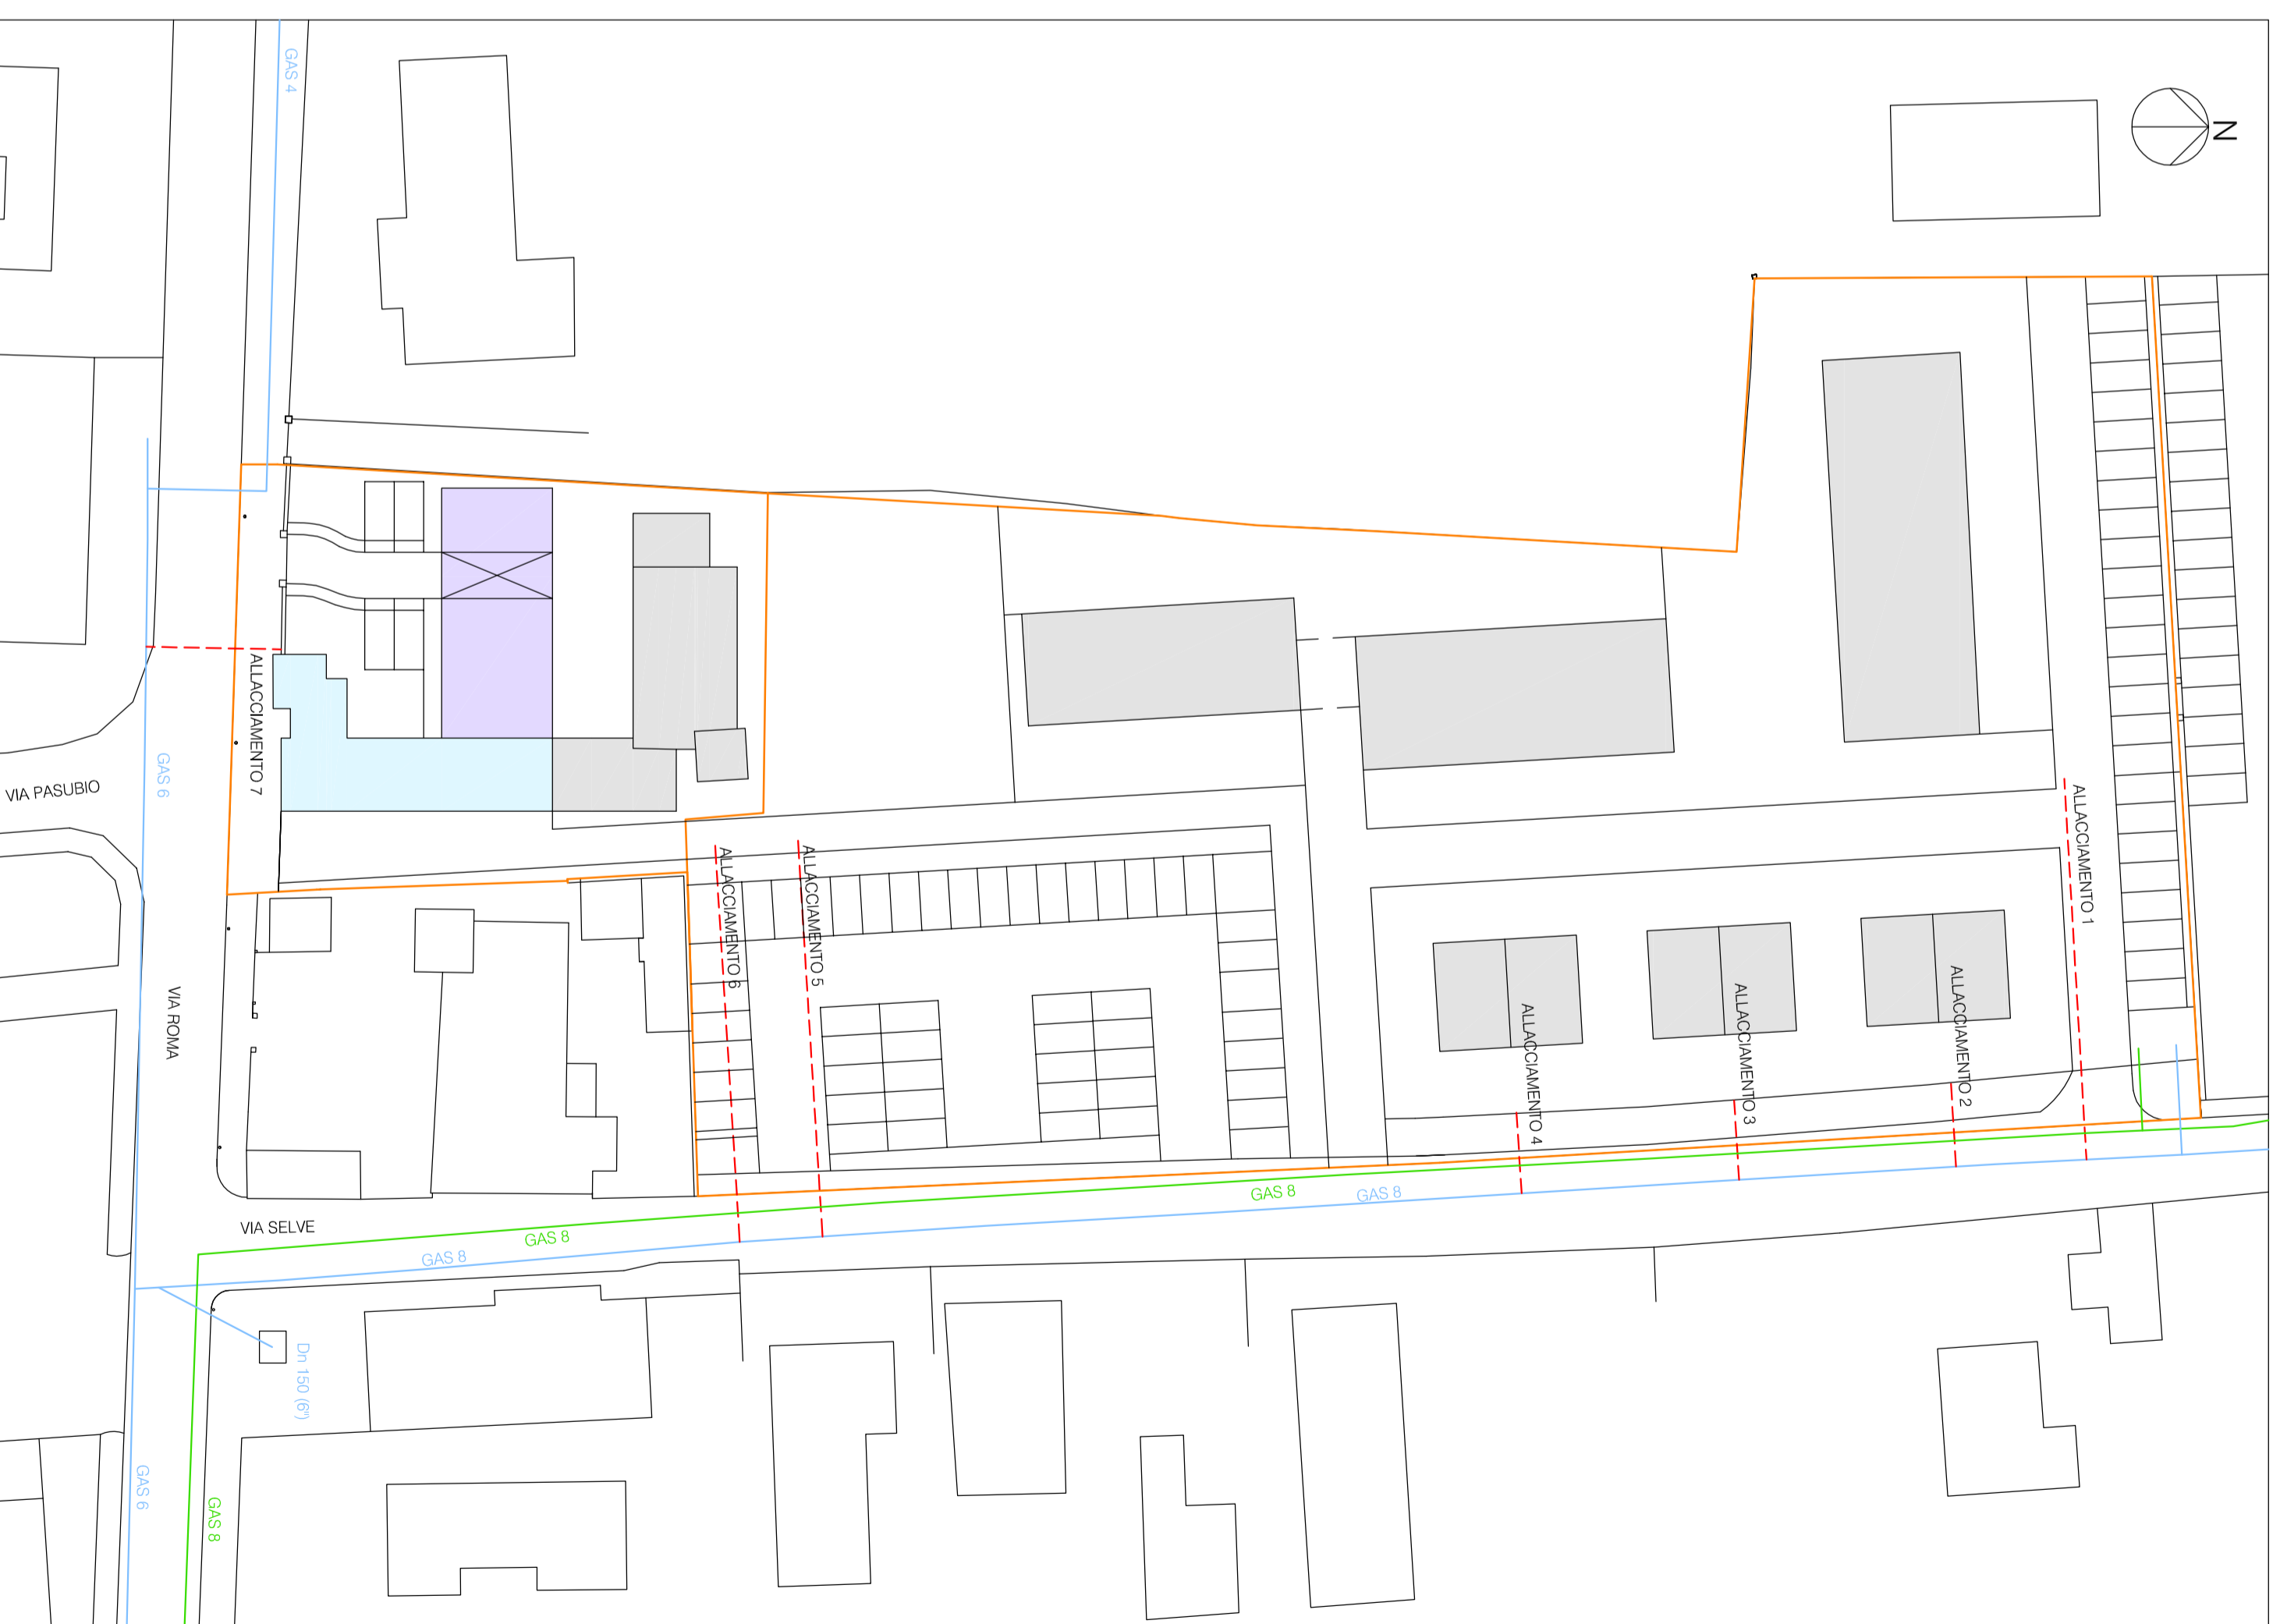 GAS 4
N
ALLACCIAMENTO 7
GAS 6
VIA PASUBIO
ALLACCIAMENTO 1
ALLACCIAMENTO 6
ALLACCIAMENTO 5
ALLACCIAMENTO 2
ALLACCIAMENTO 3
ALLACCIAMENTO 4
VIA ROMA
GAS 8
GAS 8
VIA SELVE
GAS 8
GAS 8
Dn 150 (6")
GAS 6
GAS 8